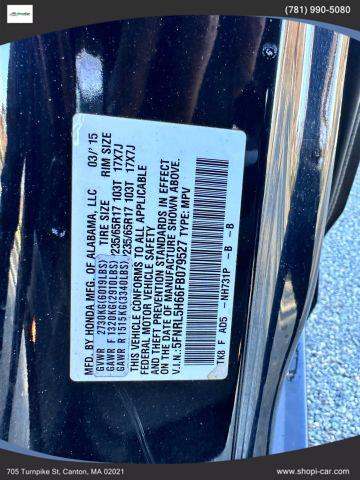 (781) 990-5080
MFD. BY HONDA MFG. OF ALABAMA, LLC 03/ 15
GVWR 2730KG(6019LBS) TIRE SIZE RIM SIZE
GAWR F 1320KG(2910LBS) 235/65R17 103T 17X7J
GAWR R 1515KG(3340LBS) 235/65R17 103T 17X7J
THIS VEHICLE CONFORMS TO ALL APPLICABLE
FEDERAL MOTOR VEHICLE SAFETY
AND THEFT PREVENTION STANDARDS IN EFFECT
ON THE DATE OF MANUFACTURE SHOWN ABOVE.
V.I.N.: 5FNRL5H66FB079527 TYPE: MPV
TK8 F AD5 -NH731P -B -B
705 Turnpike St, Canton, MA 02021
www.shopi-car.com